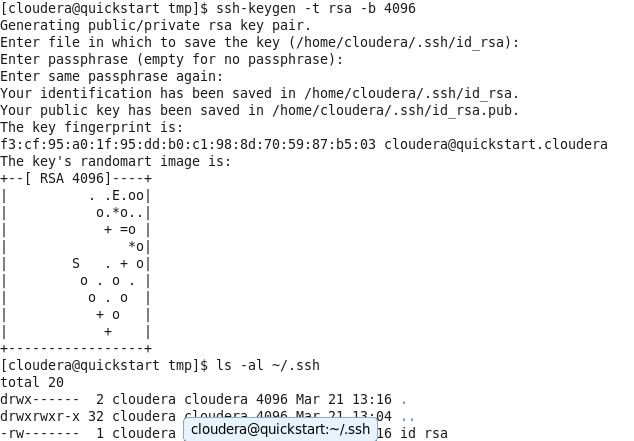 [cloudera@quickstart tmp]$ ssh-keygen -t rsa -b 4096
Generating public/private rsa key pair.
Enter file in which to save the key (/home/cloudera/.ssh/id_rsa):
Enter passphrase (empty for no passphrase):
Enter same passphrase again:
Your identification has been saved in /home/cloudera/.ssh/id_rsa.
Your public key has been saved in /home/cloudera/.ssh/id_rsa.pub.
The key fingerprint is:
f3:cf:95:a0:1f:95:dd:b0:c1:98:8d:70:59:87:b5:03 cloudera@quickstart.cloudera
The key's randomart image is:
+--[ RSA 4096]----+
|          . .E.oo|
|           o.*o..|
|            + =o |
|               *o|
|        S   . + o|
|         o . o . |
|          o . o  |
|           + o   |
|            +    |
+-----------------+
[cloudera@quickstart tmp]$ ls -al ~/.ssh
total 20
drwx------  2 cloudera cloudera 4096 Mar 21 13:16 .
drwxrwxr-x 32 cloudera cloudera 4096 Mar 21 13:04 ..
-rw-------  1 cloudera 16 id rsa
cloudera@quickstart:~/.ssh